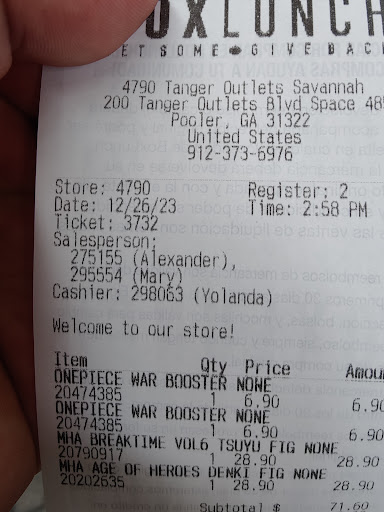 OXLUNCH
ET SOME GIVE BAC
4790 Tanger Outlets Savannah
200 Tanger Outlets Blvd Space 48
Pooler, GA 31322
United States
912-373-6976
Store: 4790 Register: 2
Date: 12/26/23 Time: 2:58 PM
Ticket: 3732
Salesperson:
275155 (Alexander),
295554 (Mary)
Cashier: 298063 (Yolanda)
Welcome to our store!
Item Qty Price Amou
ONEPIECE WAR BOOSTER NONE
20474385 1 6.90 6.90
ONEPIECE WAR BOOSTER NONE
20474385 1 6.90 6.90
MHA BREAKTIME VOL6 TSUYU FIG NONE
20790917 1 28.90 28.90
MHA AGE OF HEROES DENKI FIG NONE
20202635 1 28.90 28.90
Subtotal $ 71.60